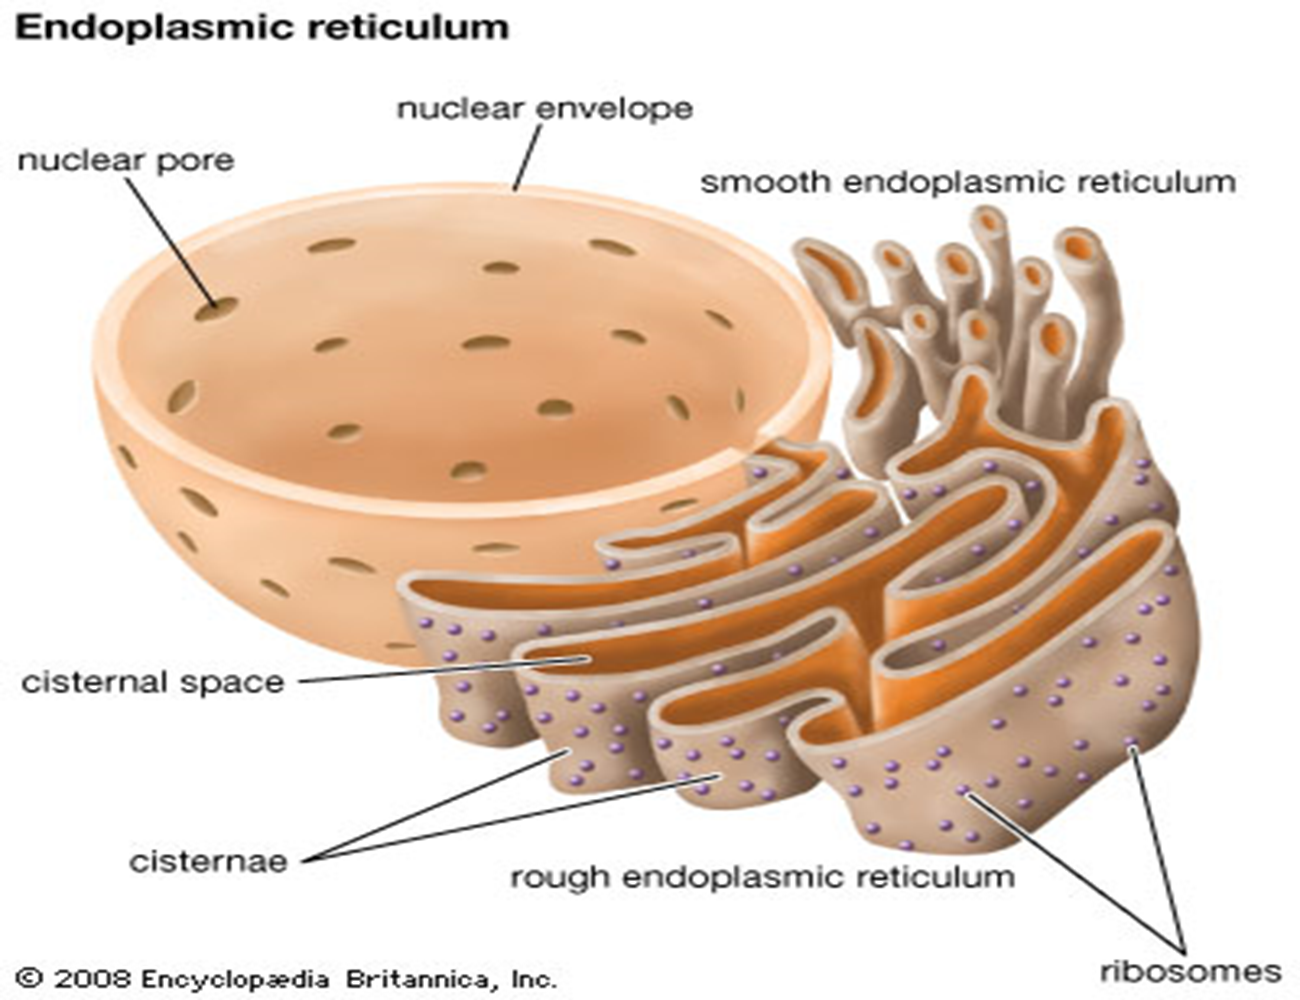 Endoplasmic reticulum
nuclear envelope
nuclear pore
smooth endoplasmic reticulum
cisternal space
cisternae
rough endoplasmic reticulum
ribosomes
© 2008 Encyclopædia Britannica, Inc.